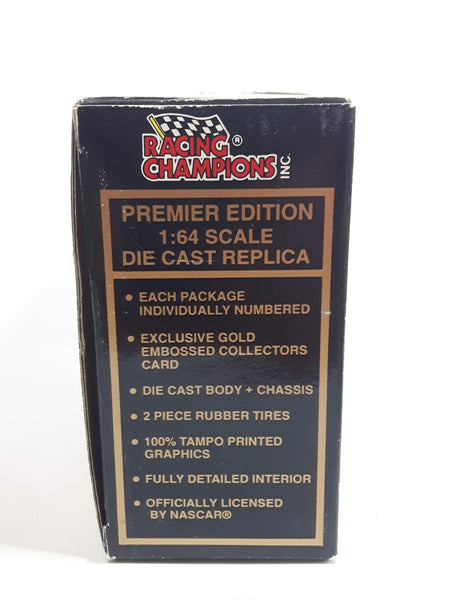 RACING®
CHAMPIONS INC.
PREMIER EDITION
1:64 SCALE
DIE CAST REPLICA
• EACH PACKAGE
INDIVIDUALLY NUMBERED
• EXCLUSIVE GOLD
EMBOSSED COLLECTORS
CARD
• DIE CAST BODY + CHASSIS
• 2 PIECE RUBBER TIRES
• 100% TAMPO PRINTED
GRAPHICS
• FULLY DETAILED INTERIOR
• OFFICIALLY LICENSED
BY NASCAR®